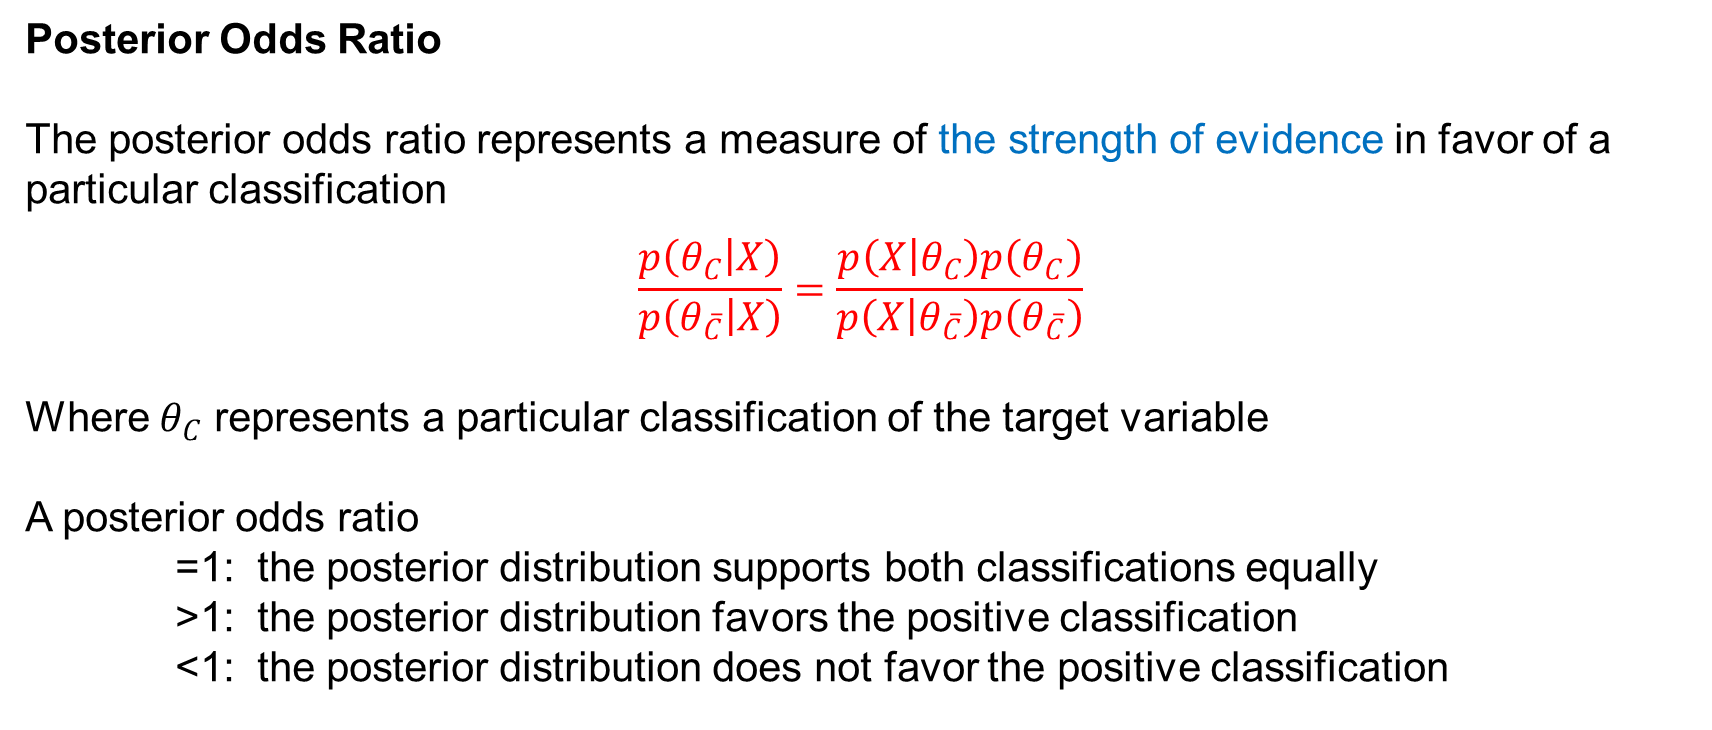 Posterior Odds Ratio
The posterior odds ratio represents a measure of the strength of evidence in favor of a
particular classification
p(θ_C|X) / p(θ_C̄|X) = p(X|θ_C)p(θ_C) / p(X|θ_C̄)p(θ_C̄)
Where θ_C represents a particular classification of the target variable
A posterior odds ratio
=1: the posterior distribution supports both classifications equally
>1: the posterior distribution favors the positive classification
<1: the posterior distribution does not favor the positive classification